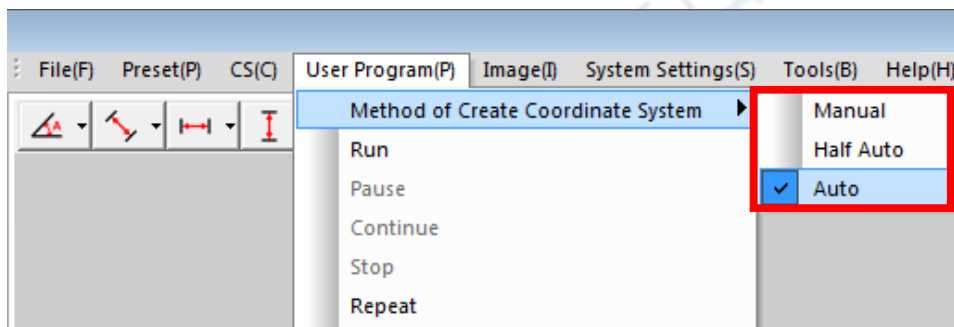 File(F) Preset(P) CS(C) User Program(P) Image(I) System Settings(S) Tools(B) Help(H)
A
Method of Create Coordinate System
Run
Pause
Continue
Stop
Repeat
Manual
Half Auto
Auto